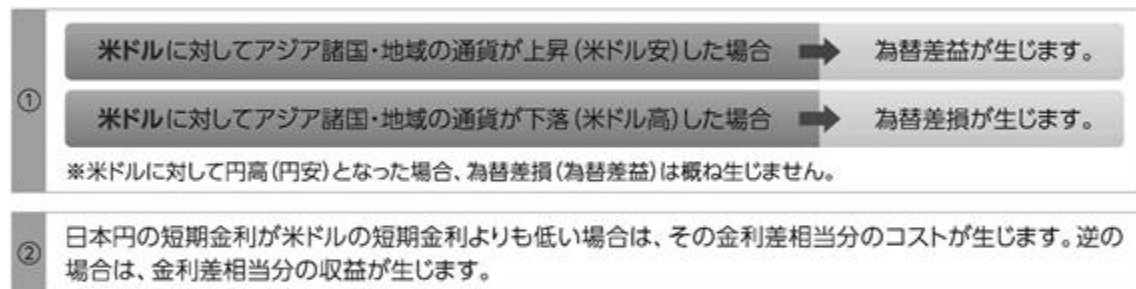 ①
米ドルに対してアジア諸国・地域の通貨が上昇(米ドル安)した場合 ➡ 為替差益が生じます。
米ドルに対してアジア諸国・地域の通貨が下落(米ドル高)した場合 ➡ 為替差損が生じます。
※米ドルに対して円高(円安)となった場合、為替差損(為替差益)は概ね生じません。
②
日本円の短期金利が米ドルの短期金利よりも低い場合は、その金利差相当分のコストが生じます。逆の
場合は、金利差相当分の収益が生じます。